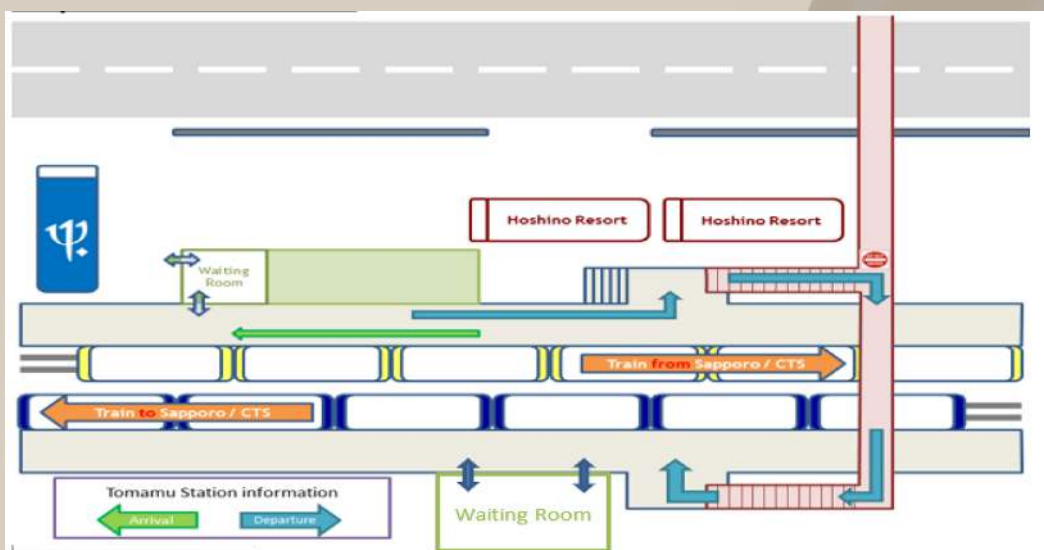 Hoshino Resort
Hoshino Resort
Waiting
Room
Train from Sapporo / CTS
Train to Sapporo / CTS
Tomamu Station information
Arrival
Departure
Waiting Room